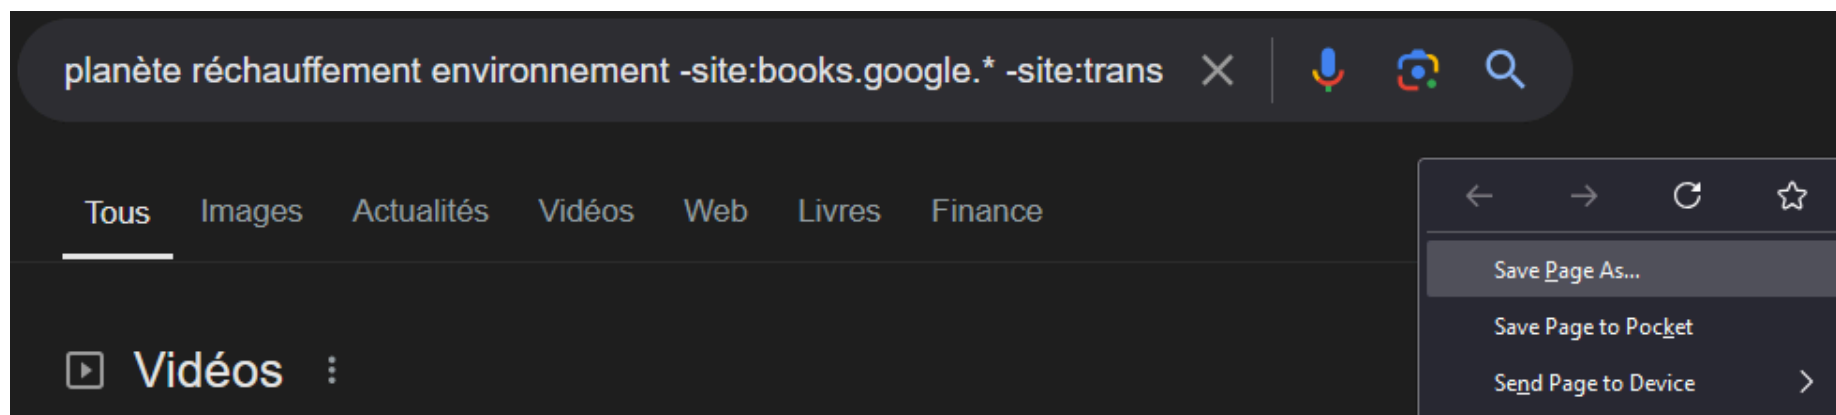 planète réchauffement environnement -site:books.google.* -site:trans
Tous Images Actualités Vidéos Web Livres Finance
Vidéos
Save Page As...
Save Page to Pocket
Send Page to Device